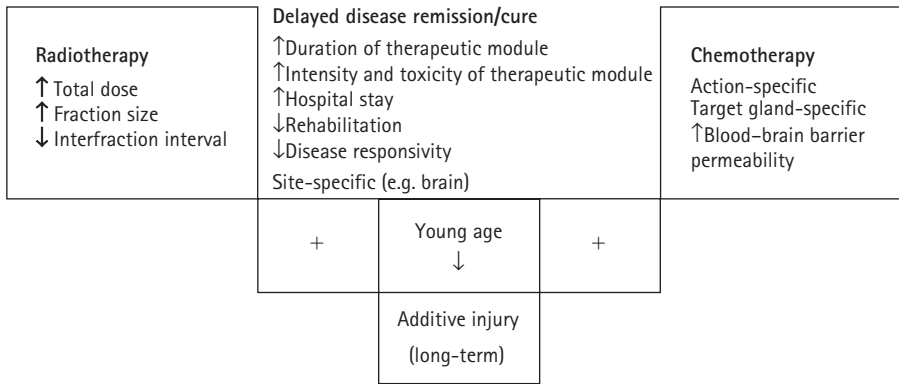 Radiotherapy
↑ Total dose
↑ Fraction size
↓ Interfraction interval
Delayed disease remission/cure
↑Duration of therapeutic module
↑Intensity and toxicity of therapeutic module
↑Hospital stay
↓Rehabilitation
↓Disease responsivity
Site-specific (e.g. brain)
Chemotherapy
Action-specific
Target gland-specific
↑Blood–brain barrier
permeability
+
Young age
↓
+
Additive injury
(long-term)